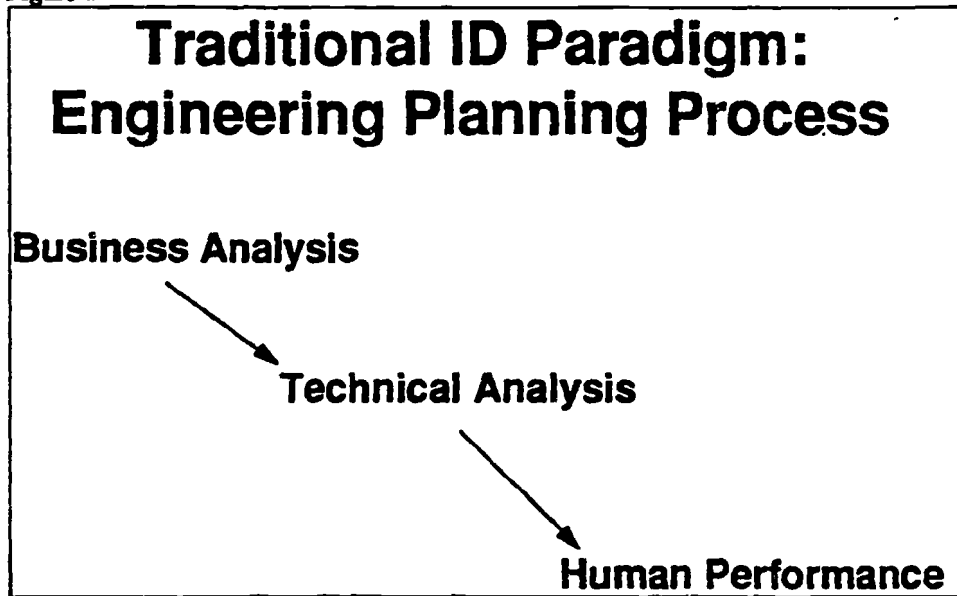 Traditional ID Paradigm:
Engineering Planning Process
Business Analysis
Technical Analysis
Human Performance